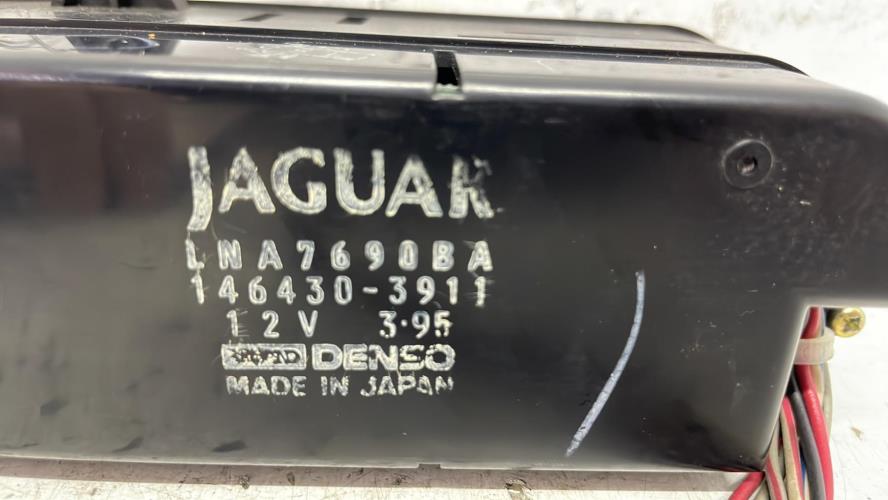 JAGUAR
LNA7690BA
146430-3911
12V 3·95
DENSO
MADE IN JAPAN